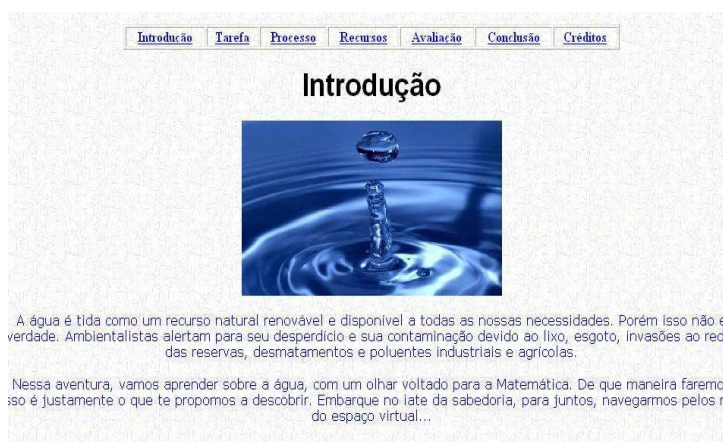 Introdução Tarefa Processo Recursos Avaliação Conclusão Créditos
Introdução
A água é tida como um recurso natural renovável e disponível a todas as nossas necessidades. Porém isso não é
verdade. Ambientalistas alertam para seu desperdício e sua contaminação devido ao lixo, esgoto, invasões ao
das reservas, desmatamentos e poluentes industriais e agrícolas.
Nessa aventura, vamos aprender sobre a água, com um olhar voltado para a Matemática. De que maneira
é justamente o que te propomos a descobrir. Embarque no iate da sabedoria, para juntos, navegarmos pelos
do espaço virtual...